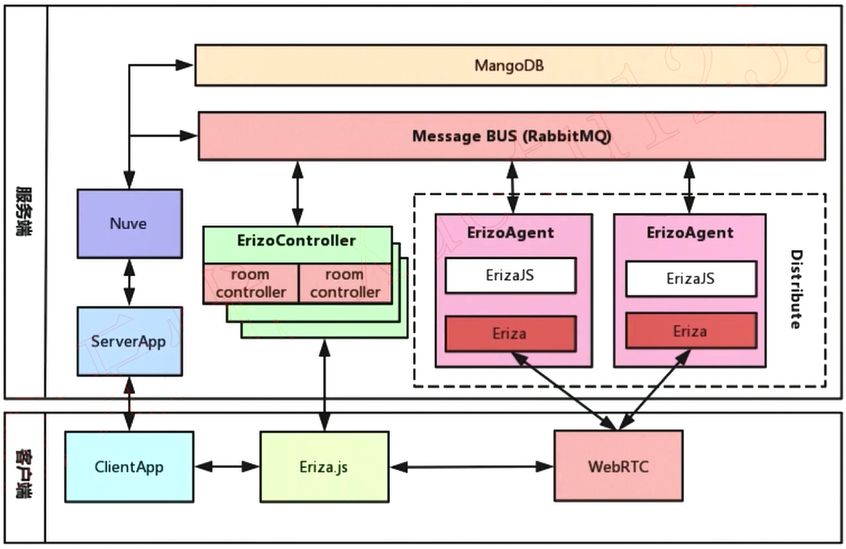 MangoDB
Message BUS (RabbitMQ)
服务端
Nuve
ErizoController
room
controller
room
controller
ErizoAgent
ErizaJS
Eriza
ErizoAgent
ErizaJS
Eriza
Distribute
ServerApp
客户端
ClientApp
Eriza.js
WebRTC